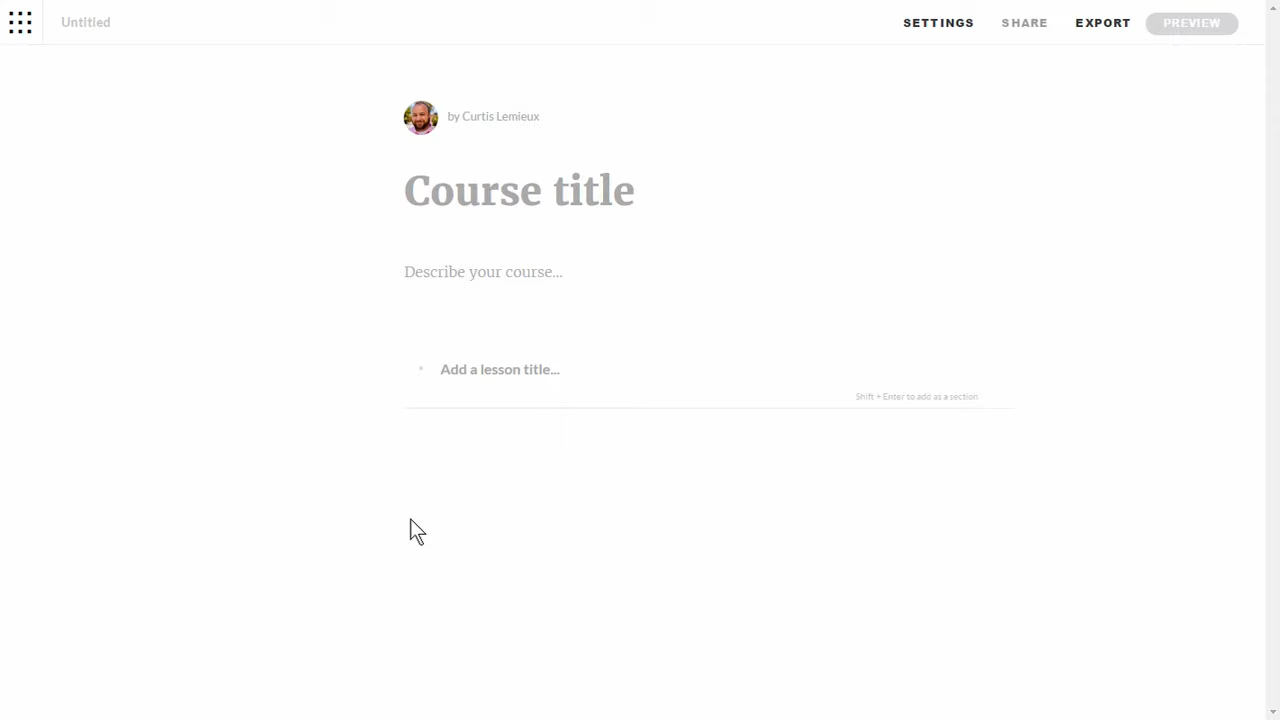 Untitled
SETTINGS
SHARE
EXPORT
PREVIEW
by Curtis Lemieux
Course title
Describe your course...
Add a lesson title...
Shift + Enter to add as a section